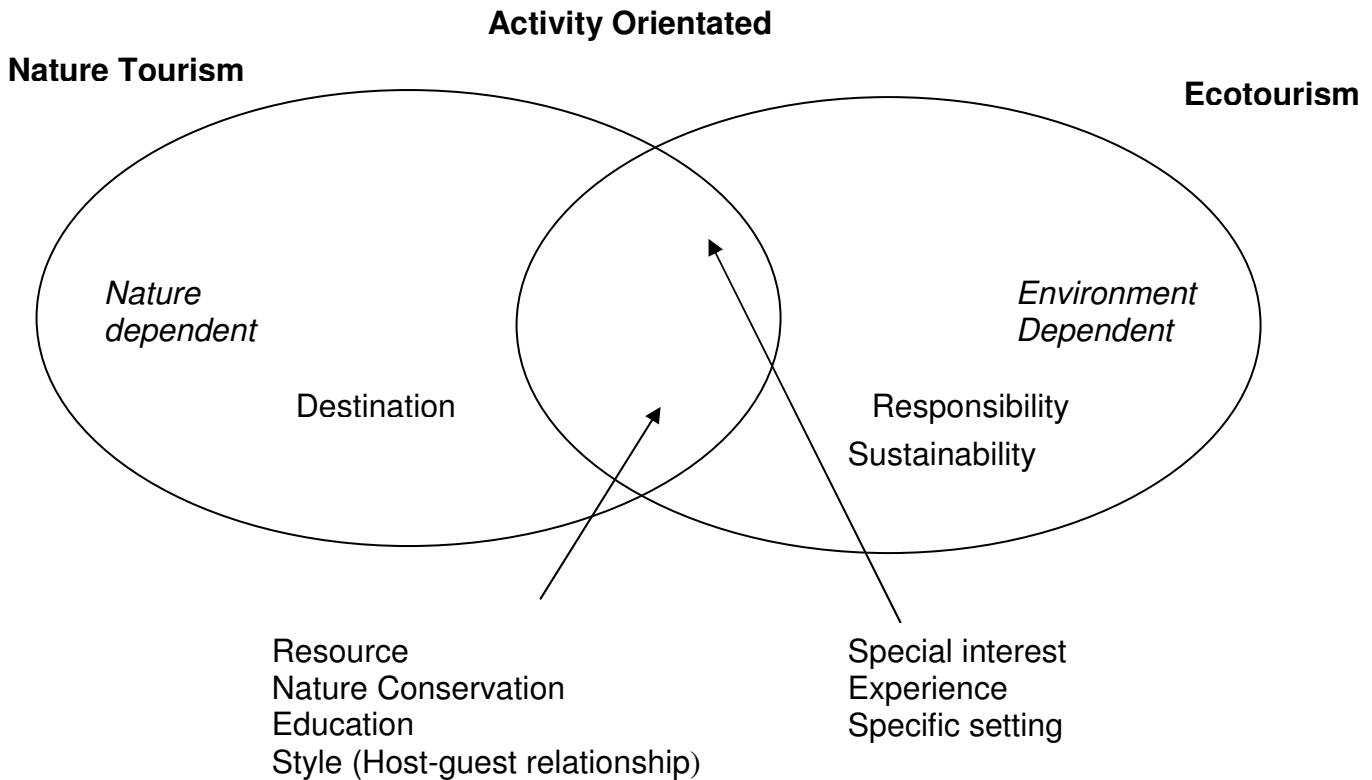 Activity Orientated
Nature Tourism
Ecotourism
Nature
dependent
Environment
Dependent
Destination
Responsibility
Sustainability
Resource
Nature Conservation
Education
Style (Host-guest relationship)
Special interest
Experience
Specific setting